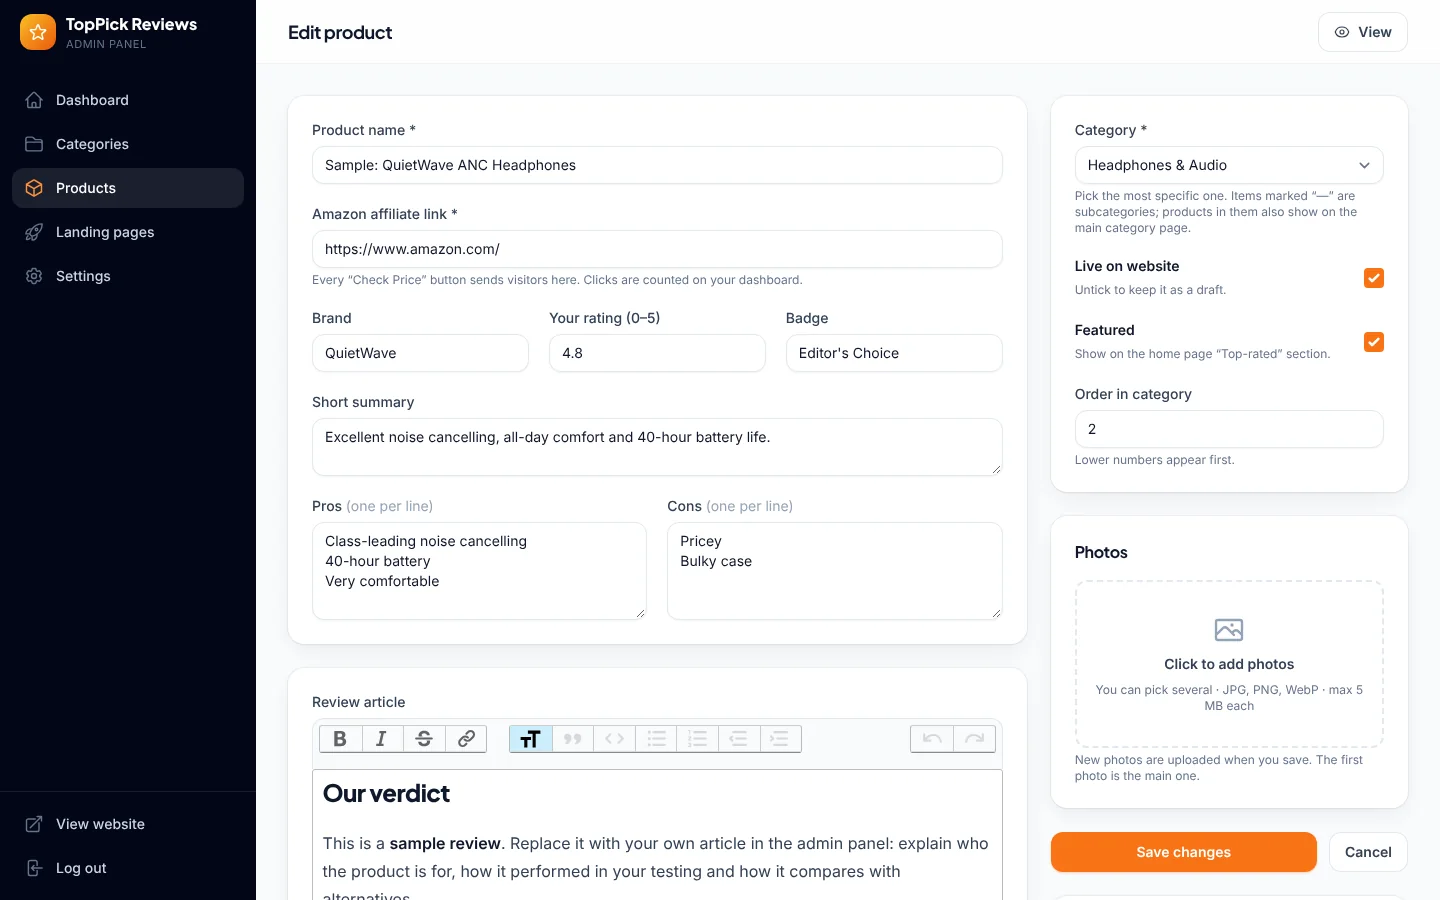 TopPick Reviews
ADMIN PANEL
Dashboard
Categories
Products
Landing pages
Settings
View website
Log out
Edit product
View
Product name *
Sample: QuietWave ANC Headphones
Amazon affiliate link *
https://www.amazon.com/
Every “Check Price” button sends visitors here. Clicks are counted on your dashboard.
Brand
QuietWave
Your rating (0–5)
4.8
Badge
Editor's Choice
Short summary
Excellent noise cancelling, all-day comfort and 40-hour battery life.
Pros (one per line)
Class-leading noise cancelling
40-hour battery
Very comfortable
Cons (one per line)
Pricey
Bulky case
Review article
Our verdict
This is a sample review. Replace it with your own article in the admin panel: explain who
the product is for, how it performed in your testing and how it compares with
alternatives.
Category *
Headphones & Audio
Pick the most specific one. Items marked “—” are
subcategories; products in them also show on the
main category page.
Live on website
Untick to keep it as a draft.
Featured
Show on the home page “Top-rated” section.
Order in category
2
Lower numbers appear first.
Photos
Click to add photos
You can pick several · JPG, PNG, WebP · max 5
MB each
New photos are uploaded when you save. The first
photo is the main one.
Save changes
Cancel